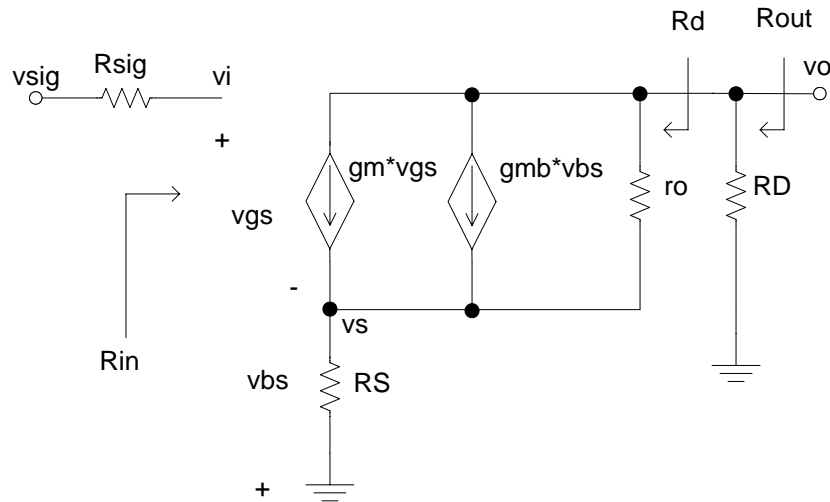 Rd
Rout
vsig
Rsig
vi
vo
+
gm*vgs
gmb*vbs
ro
RD
vgs
-
vs
Rin
vbs
RS
+